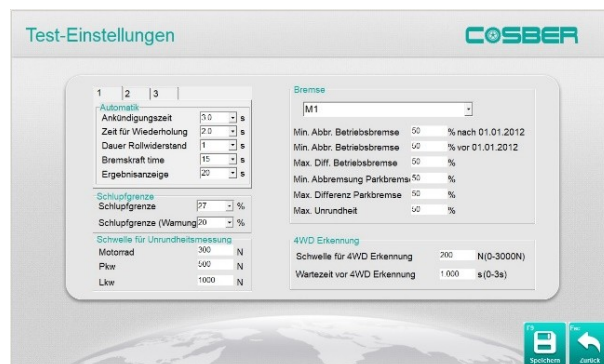 Test-Einstellungen
COSBER
1 2 3
Automatik
Ankündigungszeit 3.0 s
Zeit für Wiederholung 2.0 s
Dauer Rollwiderstand 1 s
Bremskraft time 15 s
Ergebnisanzeige 20 s
Schlupfgrenze
Schlupfgrenze 27 %
Schlupfgrenze (Warnung 20 %
Schwelle für Unrundheitsmessung
Motorrad 300 N
Pkw 500 N
Lkw 1000 N
Bremse
M1
Min. Abbr. Betriebsbremse 50 % nach 01.01.2012
Min. Abbr. Betriebsbremse 50 % vor 01.01.2012
Max. Diff. Betriebsbremse 50 %
Min. Abbremsung Parkbrems 50 %
Max. Differenz Parkbremse 50 %
Max. Unrundheit 50 %
4WD Erkennung
Schwelle für 4WD Erkennung 200 N(0-3000N)
Wartezeit vor 4WD Erkennung 1.000 s(0-3s)
F9 Speichern
Esc Zurück